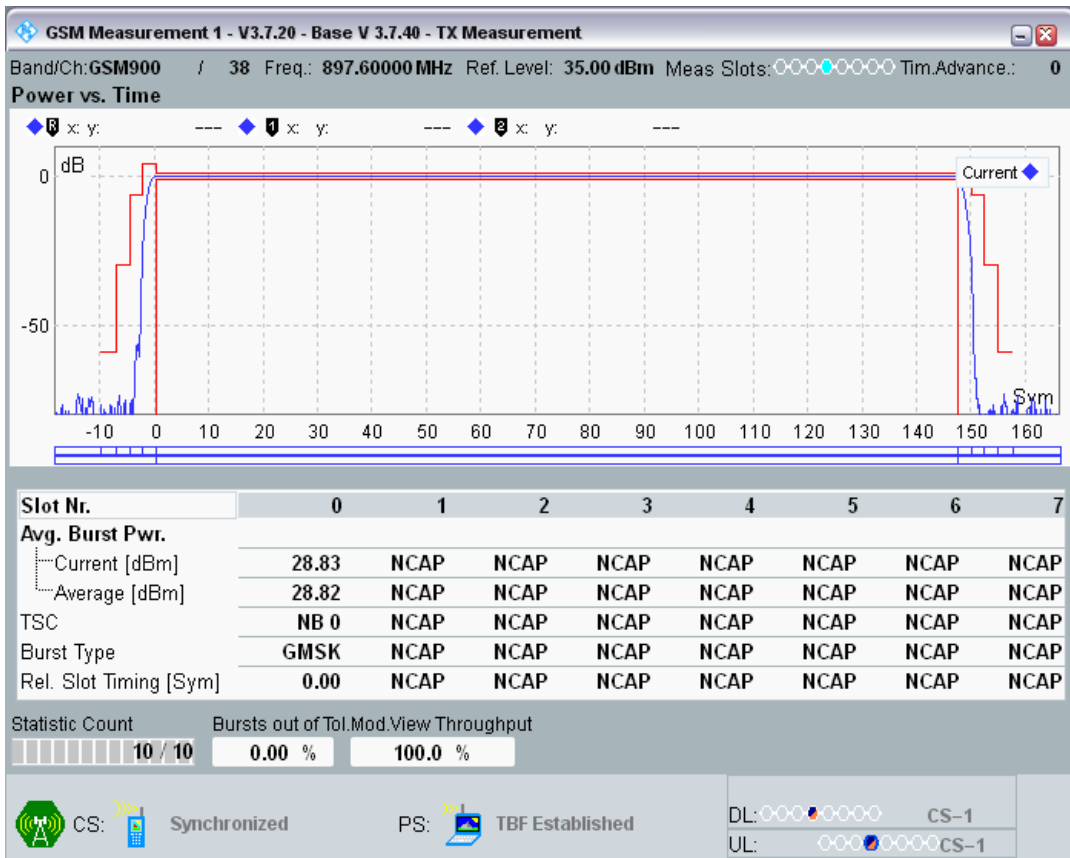 GSM Measurement 1 - V3.7.20 - Base V 3.7.40 - TX Measurement
Band/Ch:GSM900 / 38 Freq.: 897.60000 MHz Ref. Level: 35.00 dBm Meas Slots: Tim.Advance.: 0
Power vs. Time
R x: y: --- 1 x: y: --- 2 x: y: ---
dB
Current
0
-50
Sym
-10 0 10 20 30 40 50 60 70 80 90 100 110 120 130 140 150 160
Slot Nr. 0 1 2 3 4 5 6 7
Avg. Burst Pwr.
Current [dBm] 28.83 NCAP NCAP NCAP NCAP NCAP NCAP NCAP
Average [dBm] 28.82 NCAP NCAP NCAP NCAP NCAP NCAP NCAP
TSC NB 0 NCAP NCAP NCAP NCAP NCAP NCAP NCAP
Burst Type GMSK NCAP NCAP NCAP NCAP NCAP NCAP NCAP
Rel. Slot Timing [Sym] 0.00 NCAP NCAP NCAP NCAP NCAP NCAP NCAP
Statistic Count Bursts out of Tol.Mod.View Throughput
10 / 10 0.00 % 100.0 %
CS: Synchronized PS: TBF Established
DL: CS-1
UL: CS-1